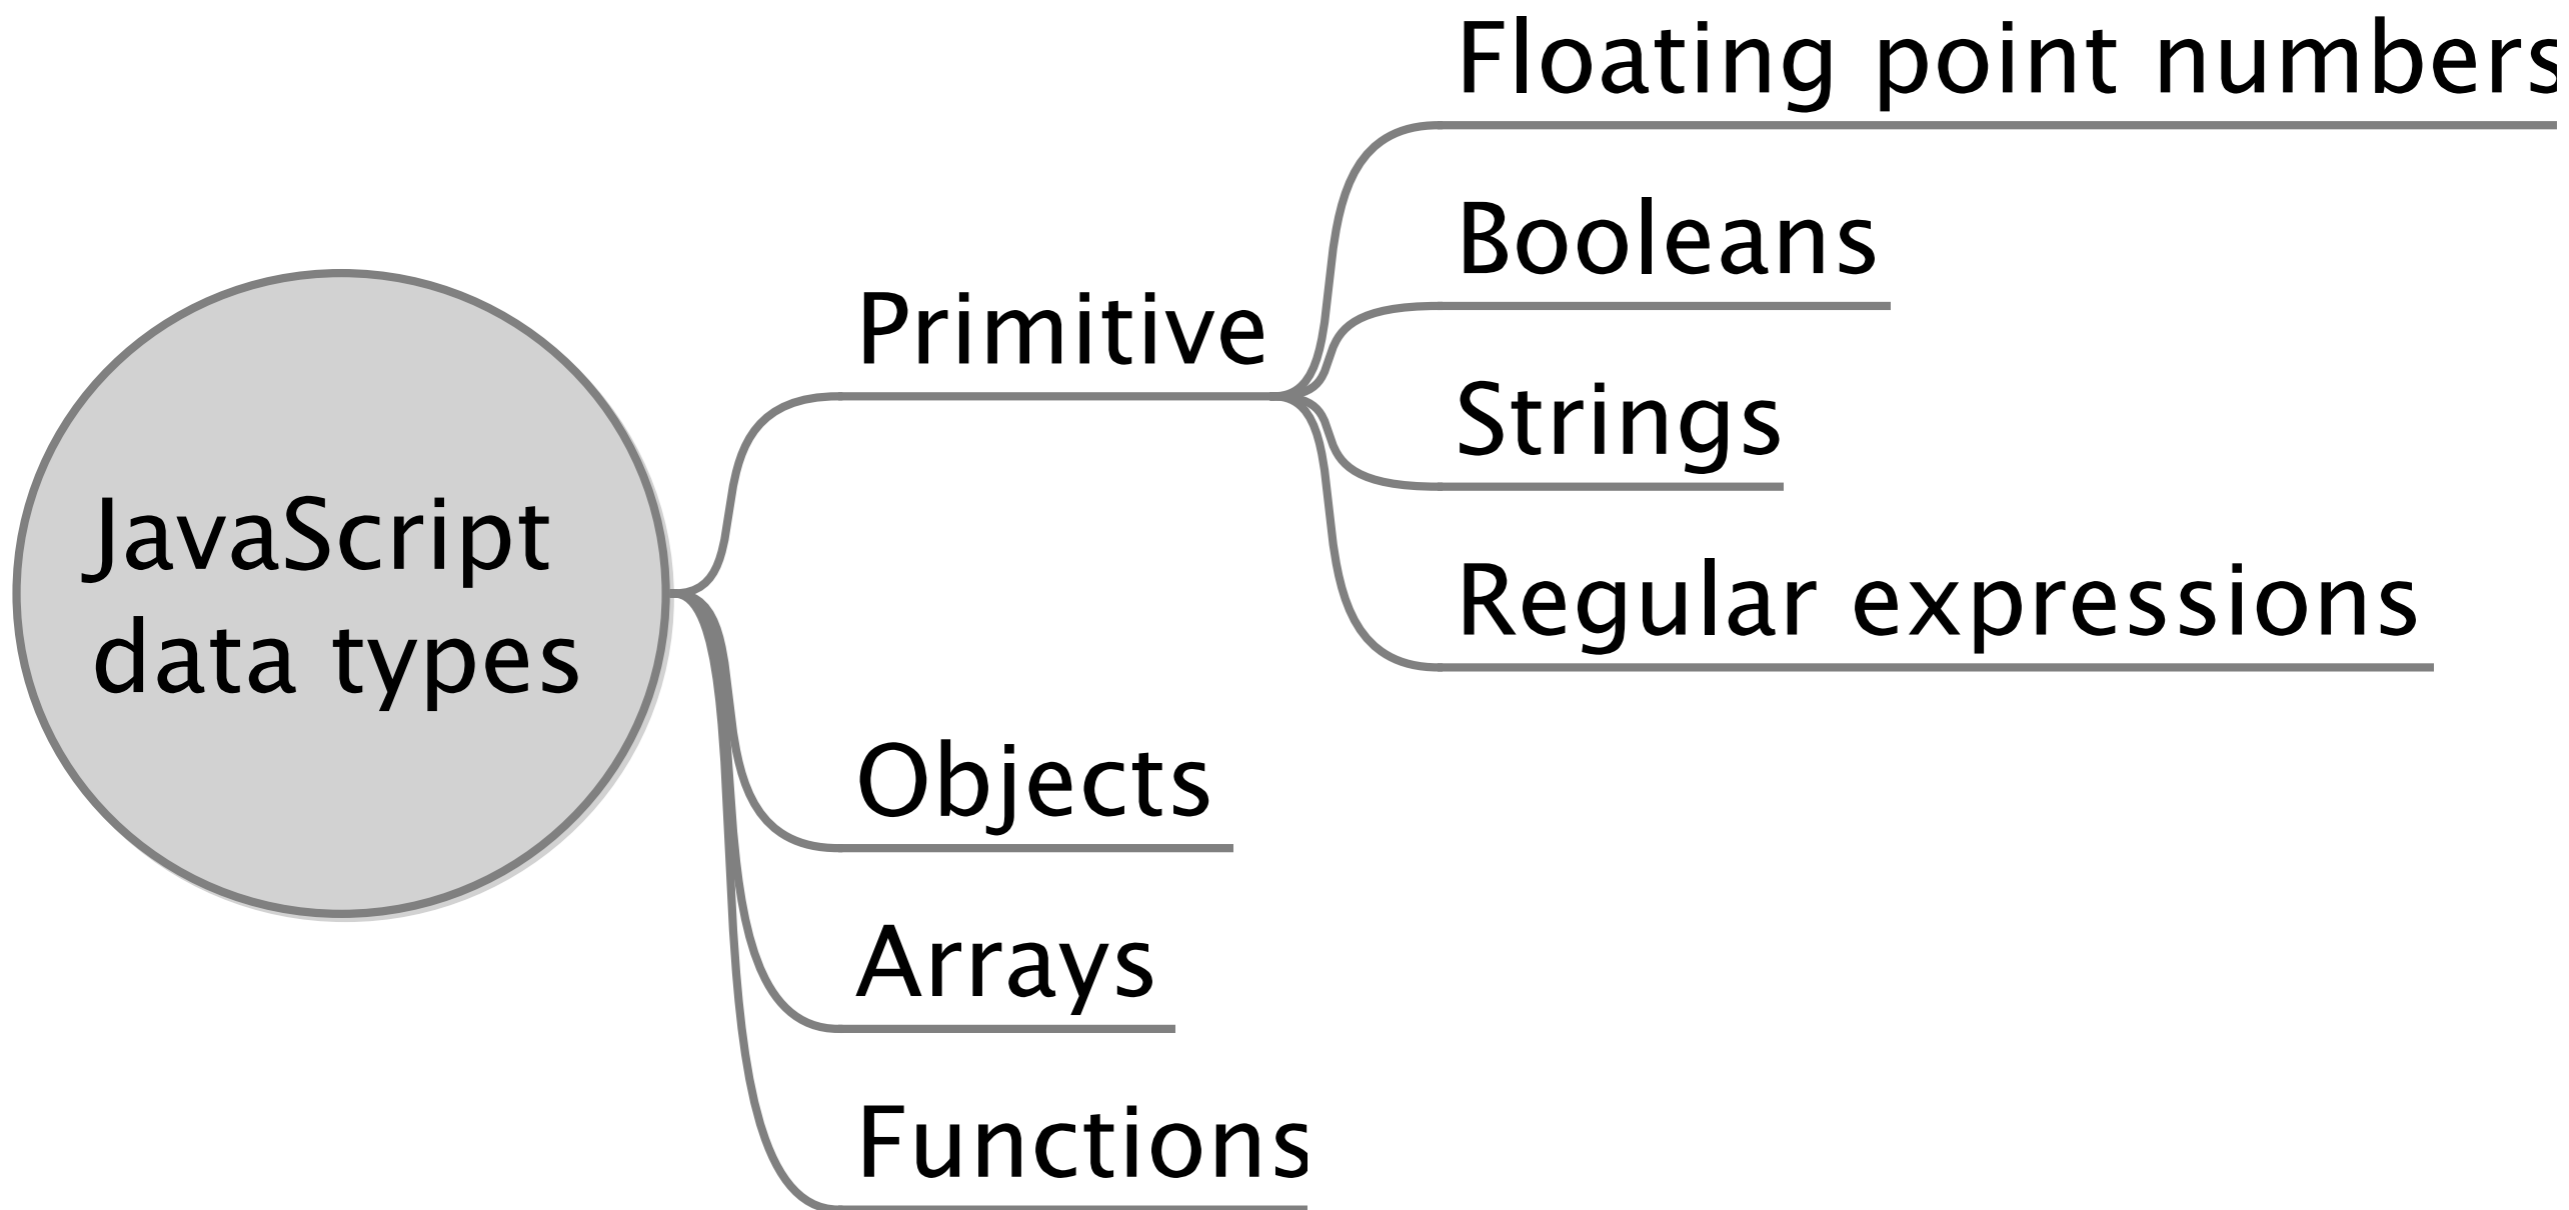 Floating point numbers
Booleans
Primitive
Strings
JavaScript
data types
Regular expressions
Objects
Arrays
Functions